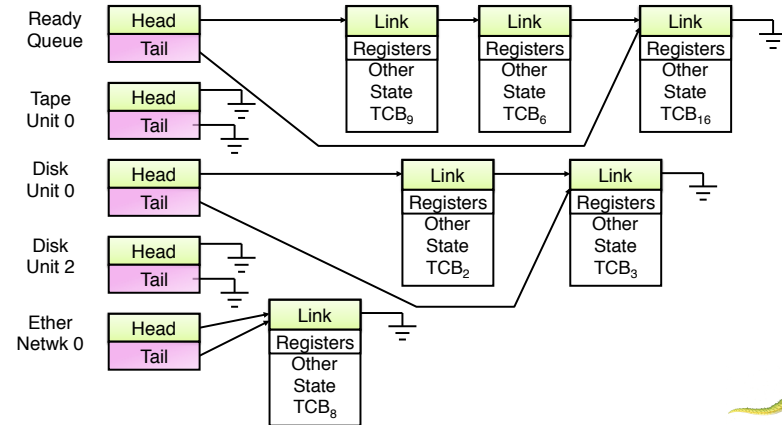 Ready
Queue
Head
Tail
Link
Registers
Other
State
TCB₉
Link
Registers
Other
State
TCB₆
Link
Registers
Other
State
TCB₁₆
Tape
Unit 0
Head
Tail
Disk
Unit 0
Head
Tail
Link
Registers
Other
State
TCB₂
Link
Registers
Other
State
TCB₃
Disk
Unit 2
Head
Tail
Ether
Netwk 0
Head
Tail
Link
Registers
Other
State
TCB₈